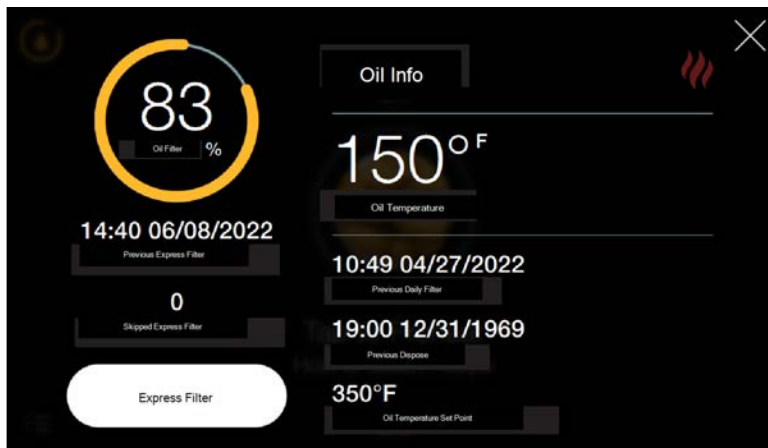 83
Oil Filter
%
14:40 06/08/2022
Previous Express Filter
0
Skipped Express Filter
Express Filter
Oil Info
150° F
Oil Temperature
10:49 04/27/2022
Previous Daily Filter
19:00 12/31/1969
Previous Dispose
350°F
Oil Temperature Set Point